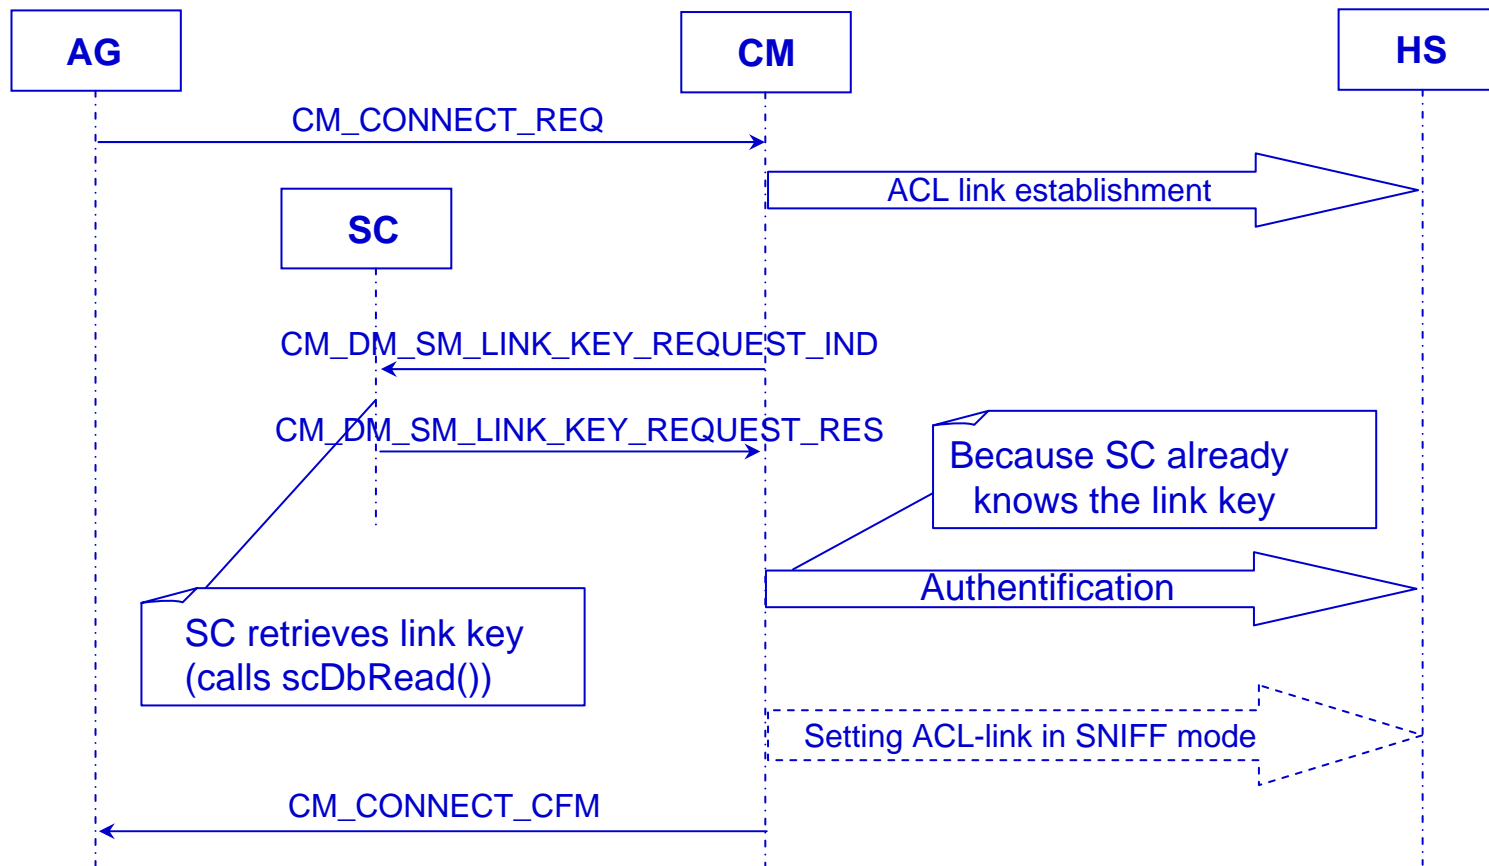 AG
CM
HS
CM_CONNECT_REQ
ACL link establishment
SC
CM_DM_SM_LINK_KEY_REQUEST_IND
CM_DM_SM_LINK_KEY_REQUEST_RES
Because SC already
knows the link key
Authentification
SC retrieves link key
(calls scDbRead())
Setting ACL-link in SNIFF mode
CM_CONNECT_CFM